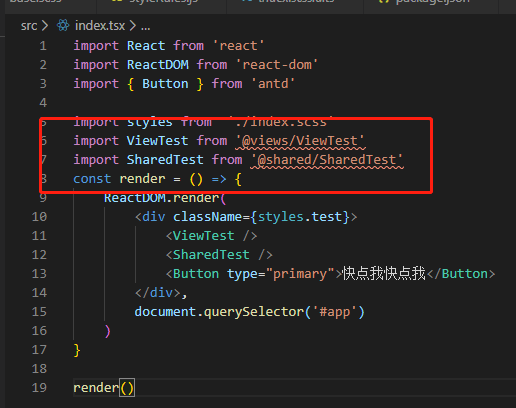 src > index.tsx > ...
1 import React from 'react'
2 import ReactDOM from 'react-dom'
3 import { Button } from 'antd'
4
5 import styles from './index.scss'
6 import ViewTest from '@views/ViewTest'
7 import SharedTest from '@shared/SharedTest'
8 const render = () => {
9 ReactDOM.render(
10 <div className={styles.test}>
11 <ViewTest />
12 <SharedTest />
13 <Button type="primary">快点我快点我</Button>
14 </div>,
15 document.querySelector('#app')
16 )
17 }
18
19 render()